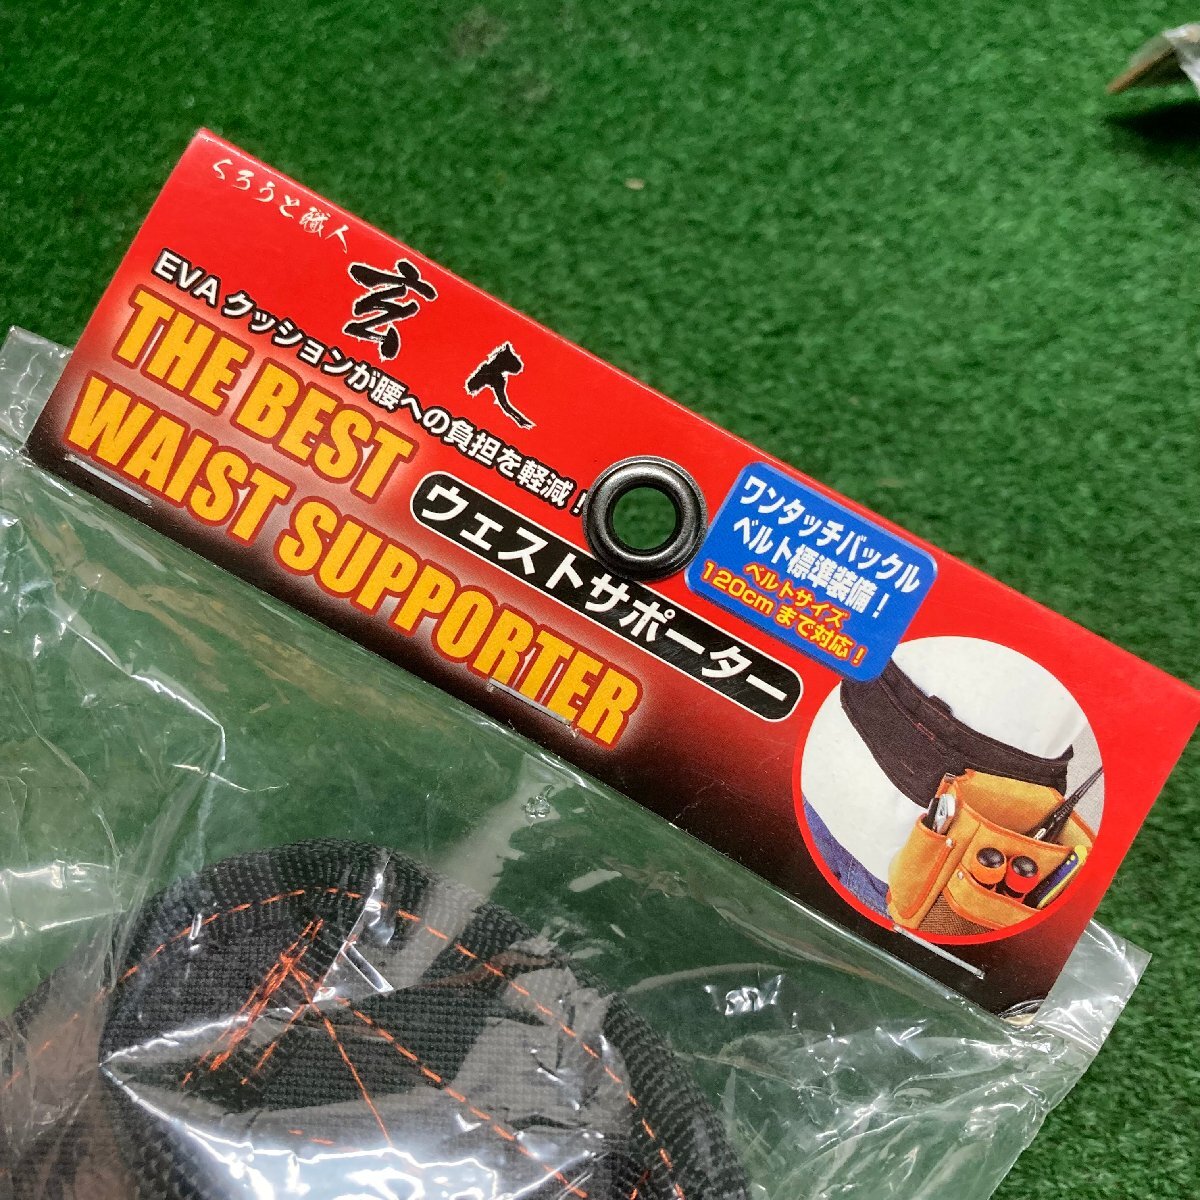 くろうと職人
玄人
EVAクッションが腰への負担を軽減！
THE BEST
WAIST SUPPORTER
ウエストサポーター
ワンタッチバックル
ベルト標準装備！
ベルトサイズ
120cmまで対応！